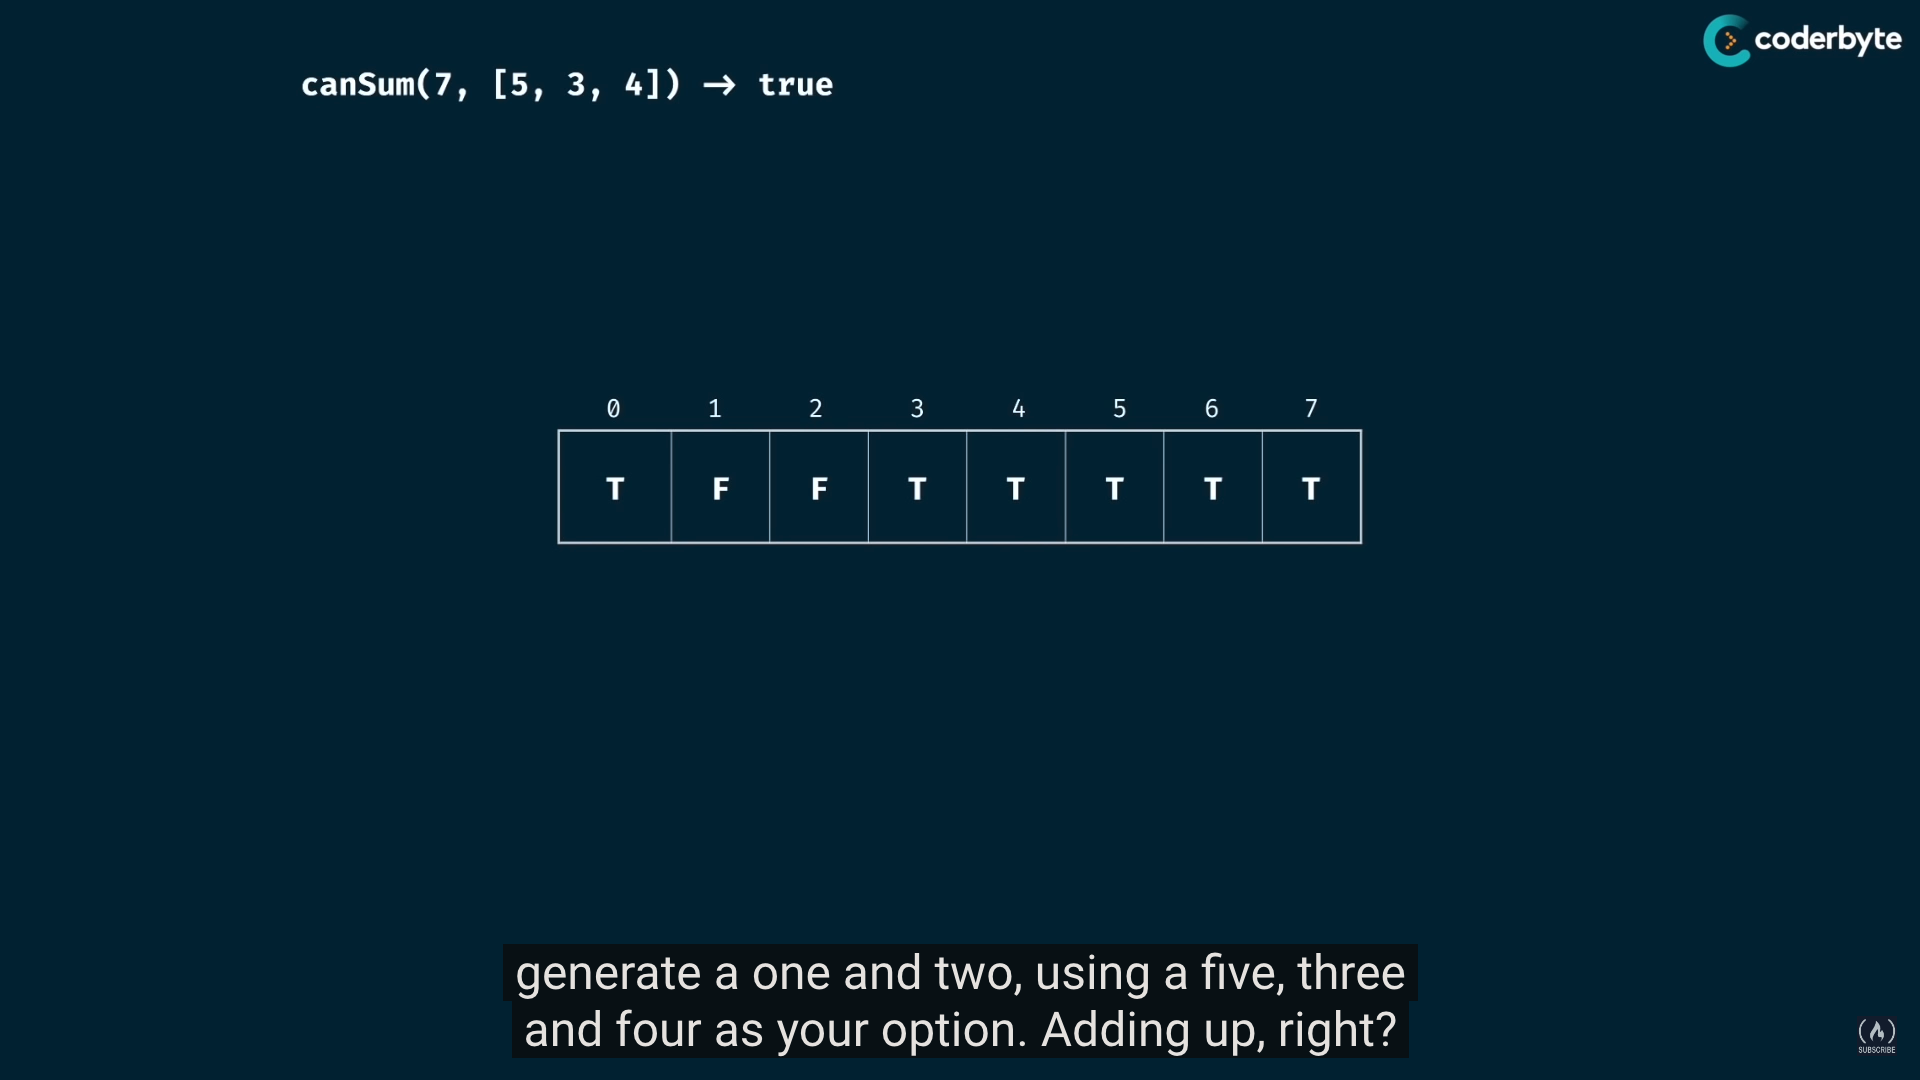 coderbyte
canSum(7, [5, 3, 4]) → true
0 1 2 3 4 5 6 7
T F F T T T T T
generate a one and two, using a five, three
and four as your option. Adding up, right?
SUBSCRIBE